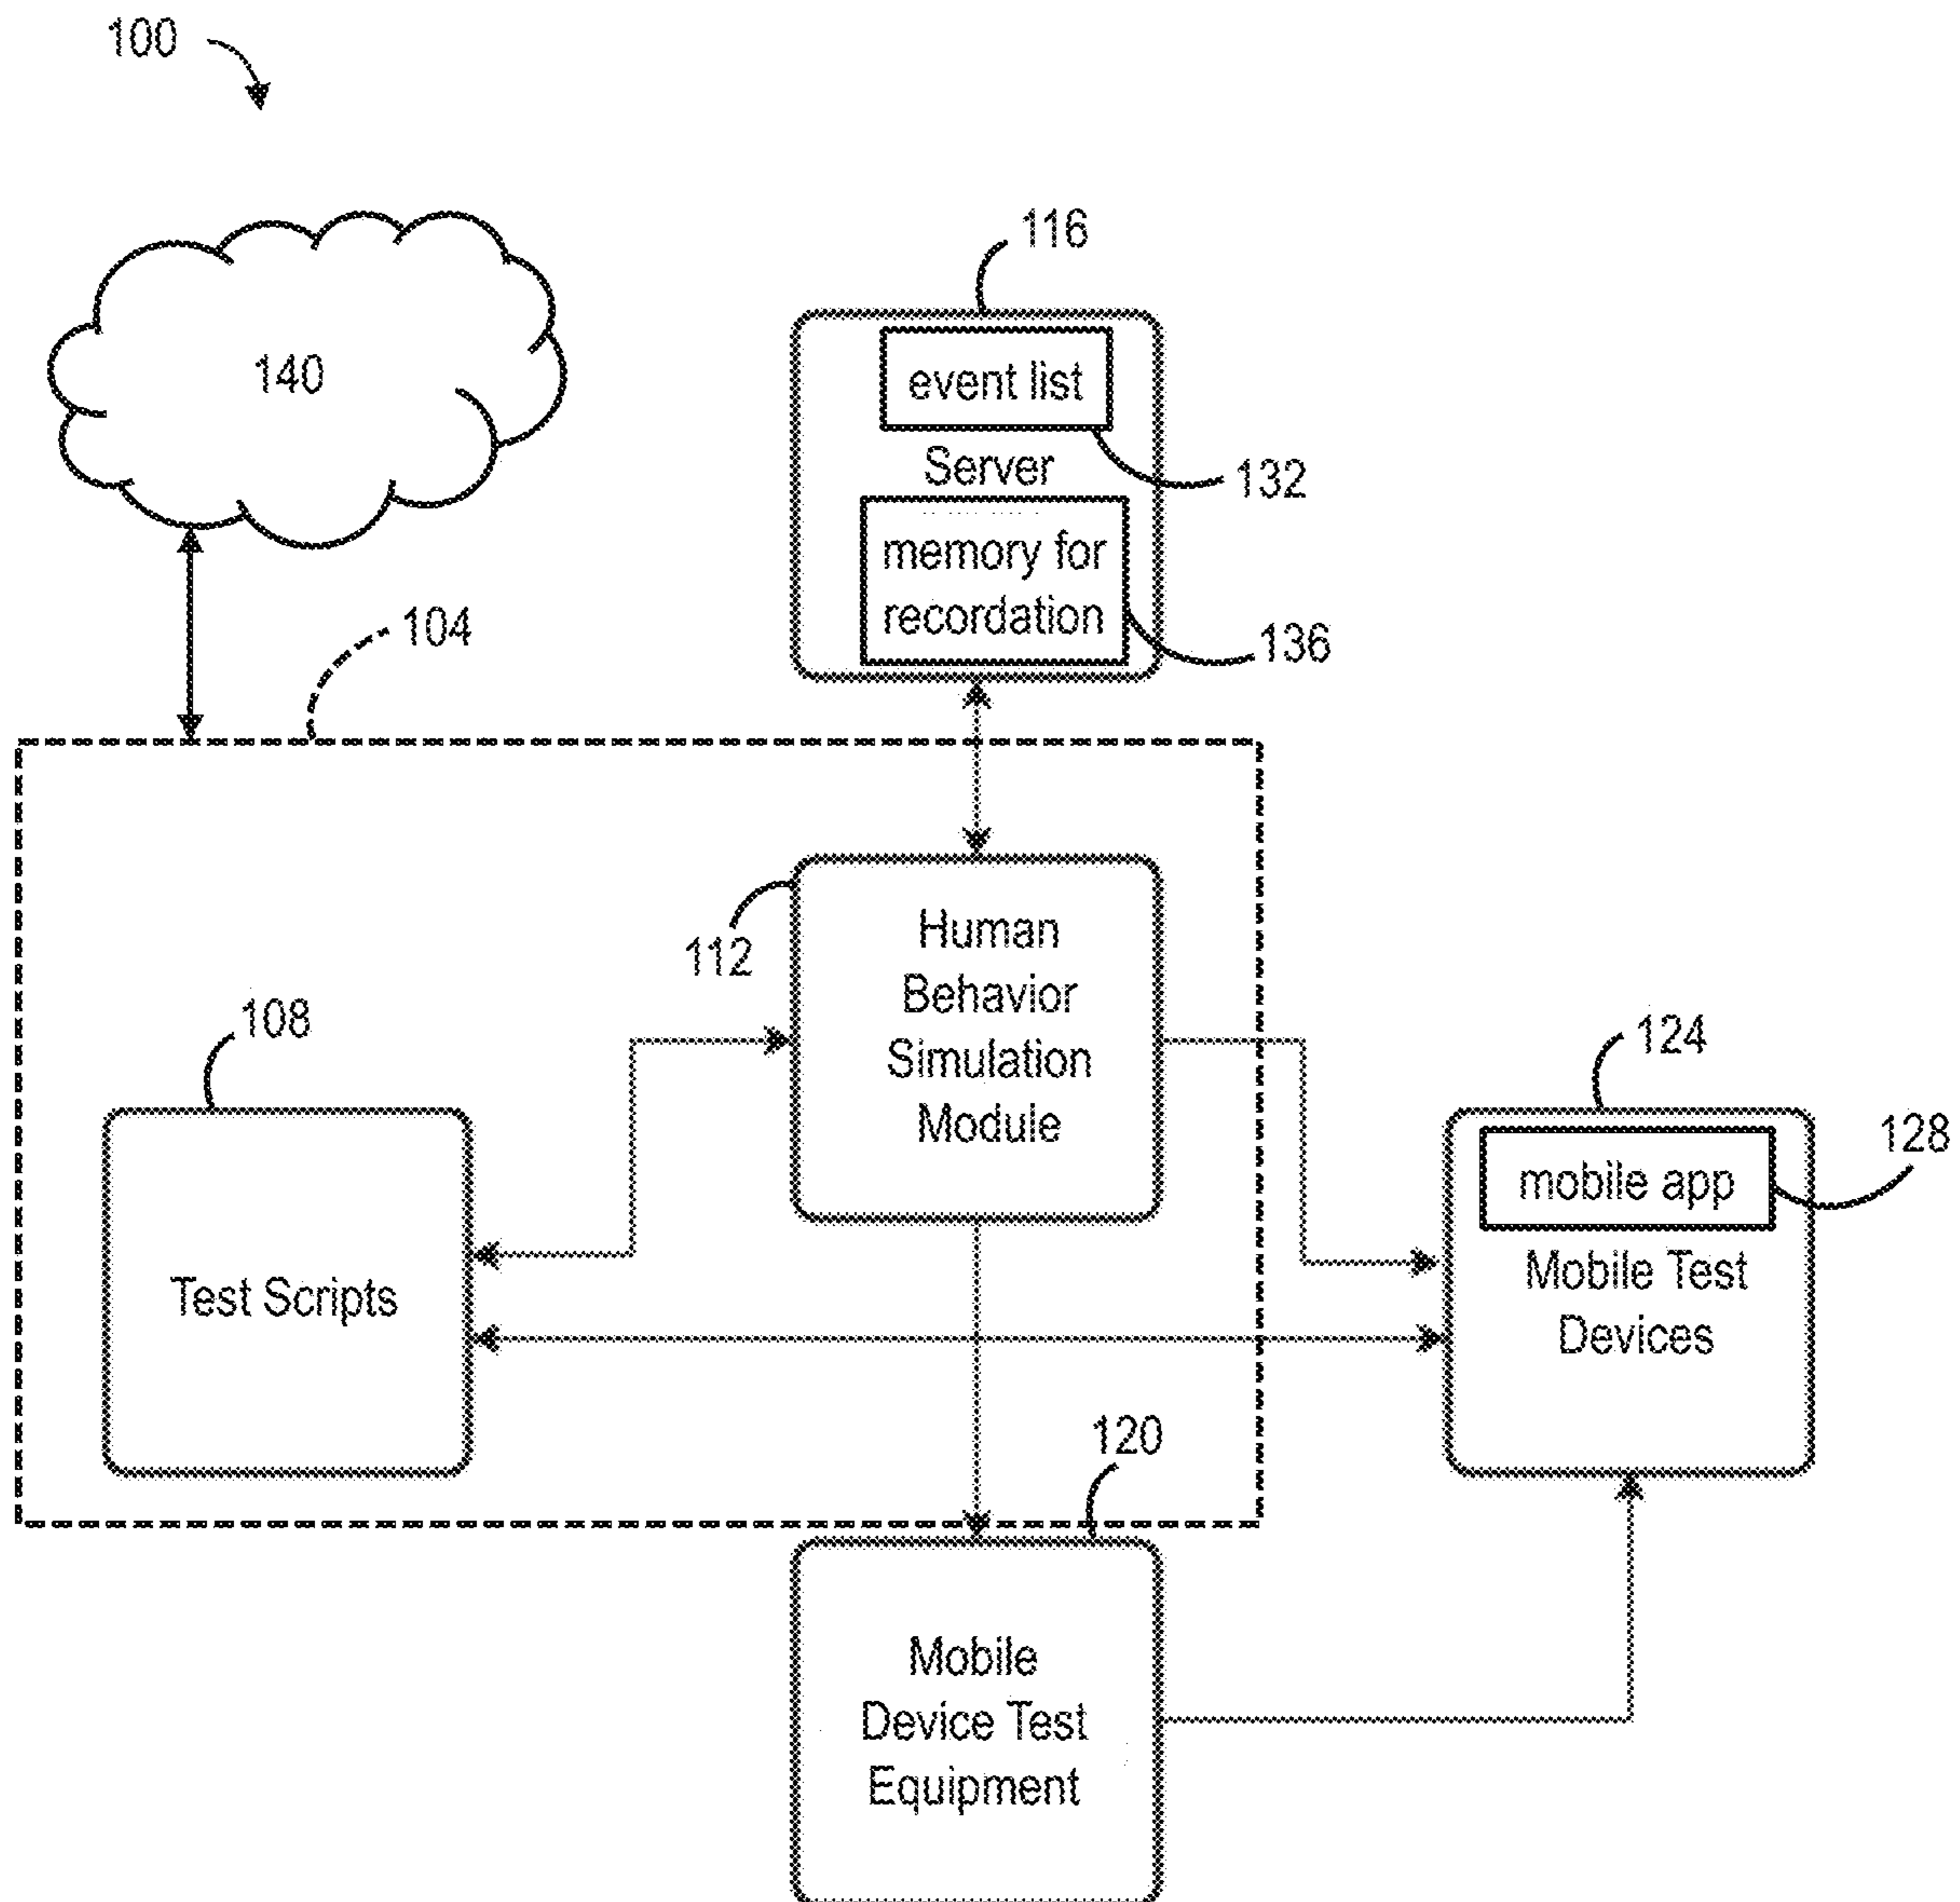 100
116
140
event list
Server
132
memory for
recordation
136
104
112
Human
Behavior
Simulation
Module
108
Test Scripts
124
128
mobile app
Mobile Test
Devices
120
Mobile
Device Test
Equipment